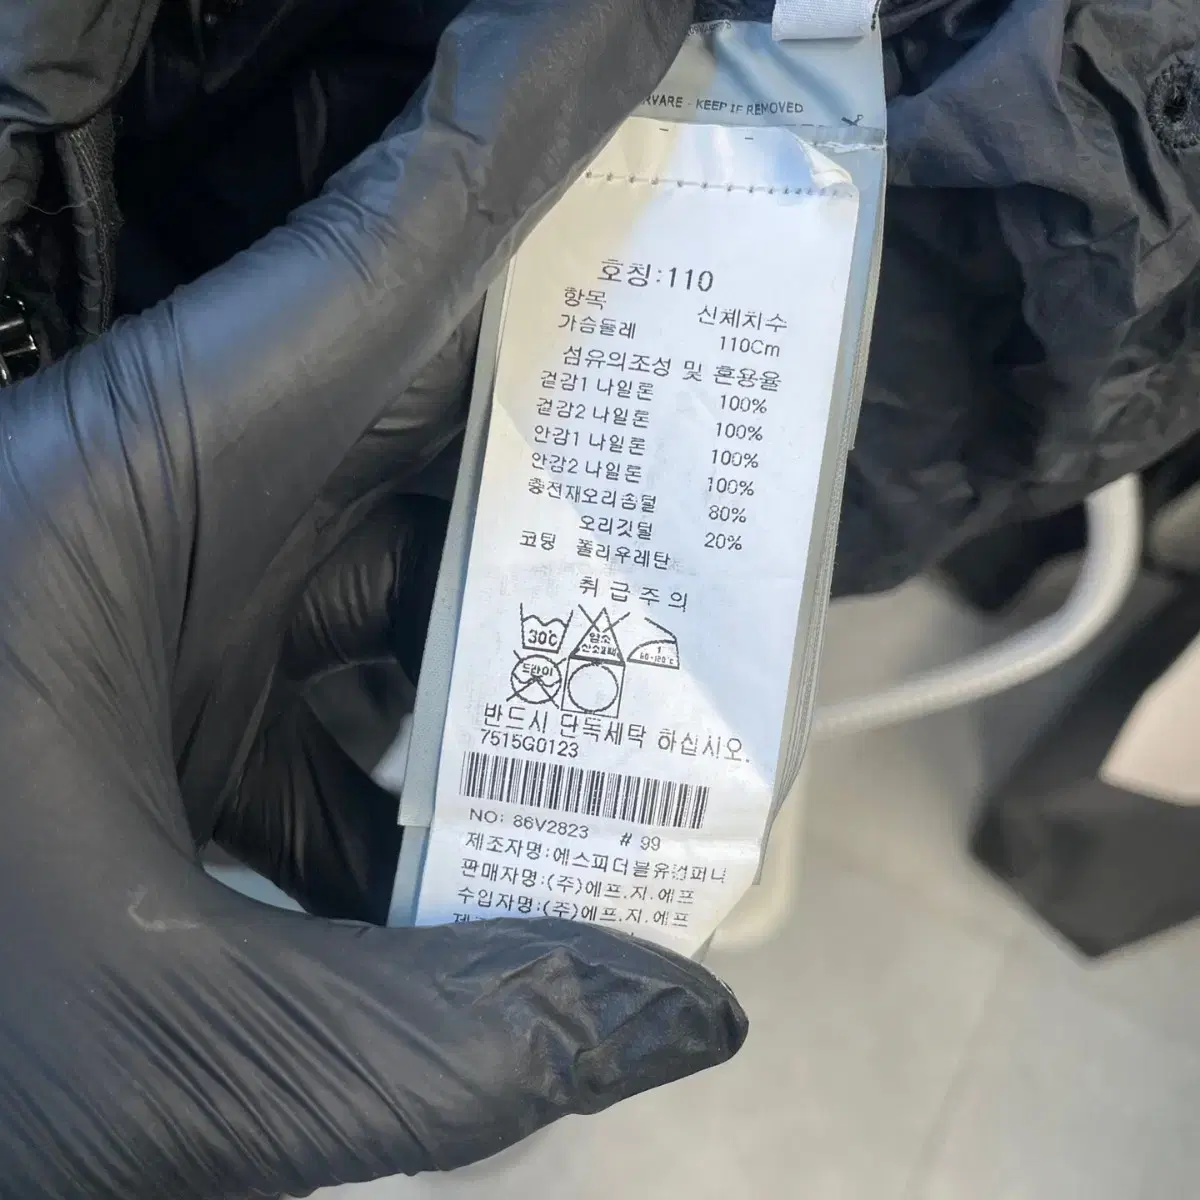 KEEP IF REMOVED
호칭:110
항목 신체치수
가슴둘레 110Cm
섬유의조성 및 혼용율
겉감1 나일론 100%
겉감2 나일론 100%
안감1 나일론 100%
안감2 나일론 100%
충전재오리솜털 80%
오리깃털 20%
코팅 폴리우레탄
취급주의
30℃ 염소 산소표백
드라이
반드시 단독세탁 하십시오.
7515G0123
NO: 86V2823 # 99
제조자명:에스피더블유컴퍼니
판매자명:(주)에프.지.에프
수입자명:(주)에프.지.에프